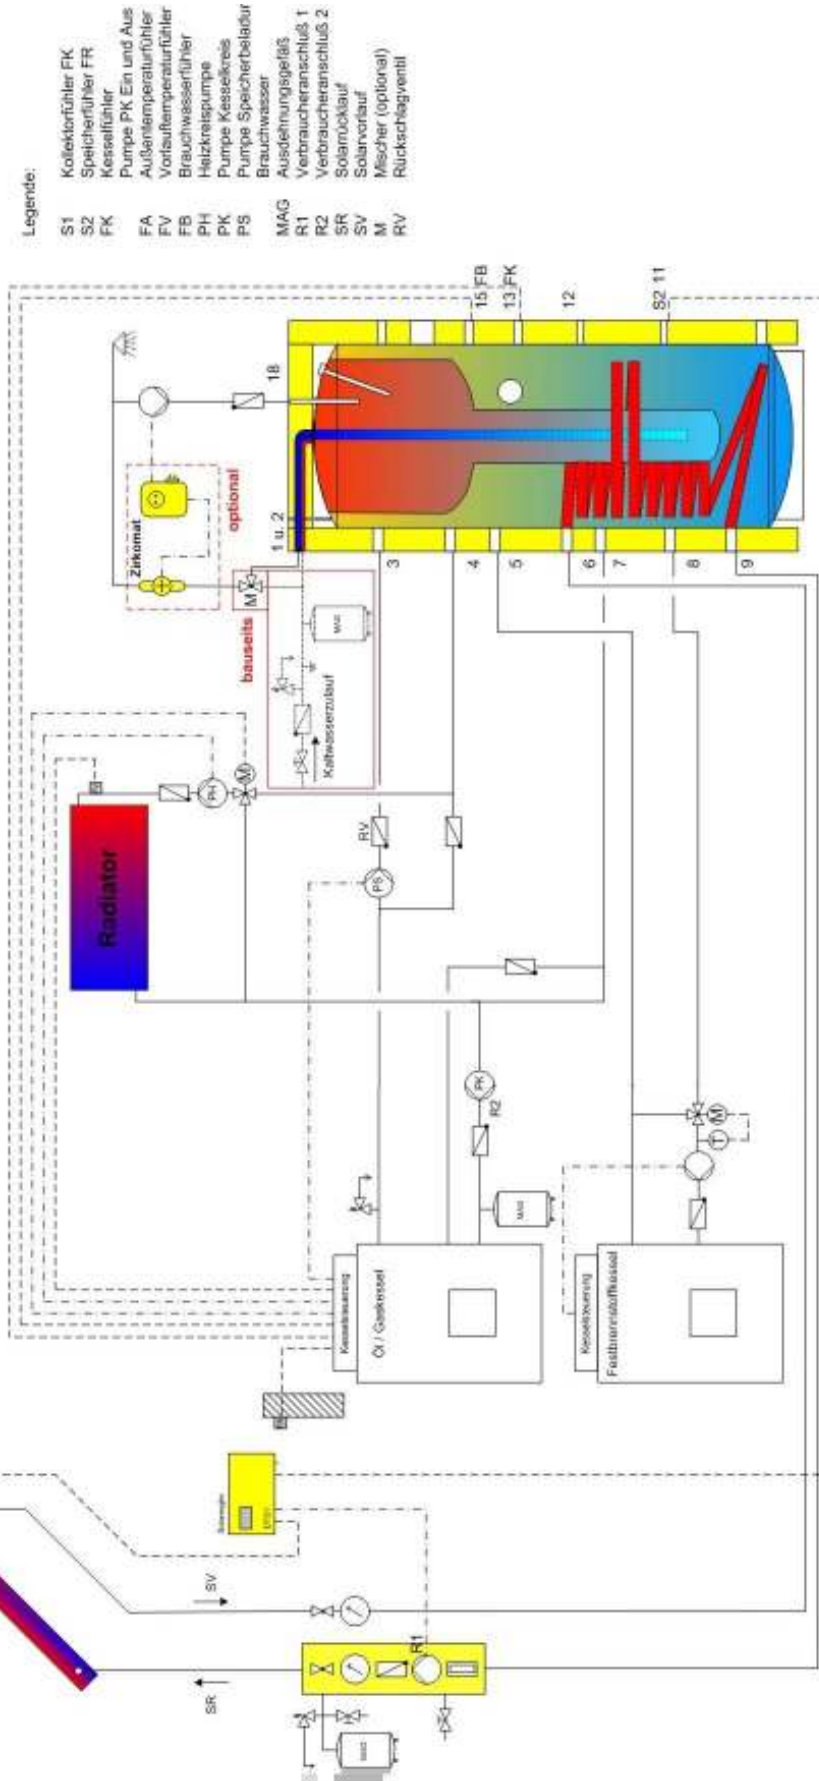 Legende:
S1 Kollektorfühler FK
S2 Speicherfühler FR
FK Kesselfühler
Pumpe PK Ein und Aus
FA Außentemperaturfühler
FV Vorlauftemperaturfühler
FB Brauchwasserfühler
PH Heizkreispumpe
PK Pumpe Kesselkreis
PS Pumpe Speicherbeladur
Brauchwasser
MAG Ausdehnungsgefäß
R1 Verbraucheranschluß 1
R2 Verbraucheranschluß 2
SR Solarrücklauf
SV Solarvorlauf
M Mischer (optional)
RV Rückschlagventil
15 FB
13 FK
12
S2 11
18
optional
Zirkomat
1 u. 2
3
4
5
6
7
8
9
bauseits
M
MAG
Kaltwasserzulauf
Radiator
PH
M
RV
PS
PK
R2
MAG
T
M
Kesselsteuerung
Öl / Gaskessel
Kesselsteuerung
Festbrennstoffkessel
SV
SR
R1